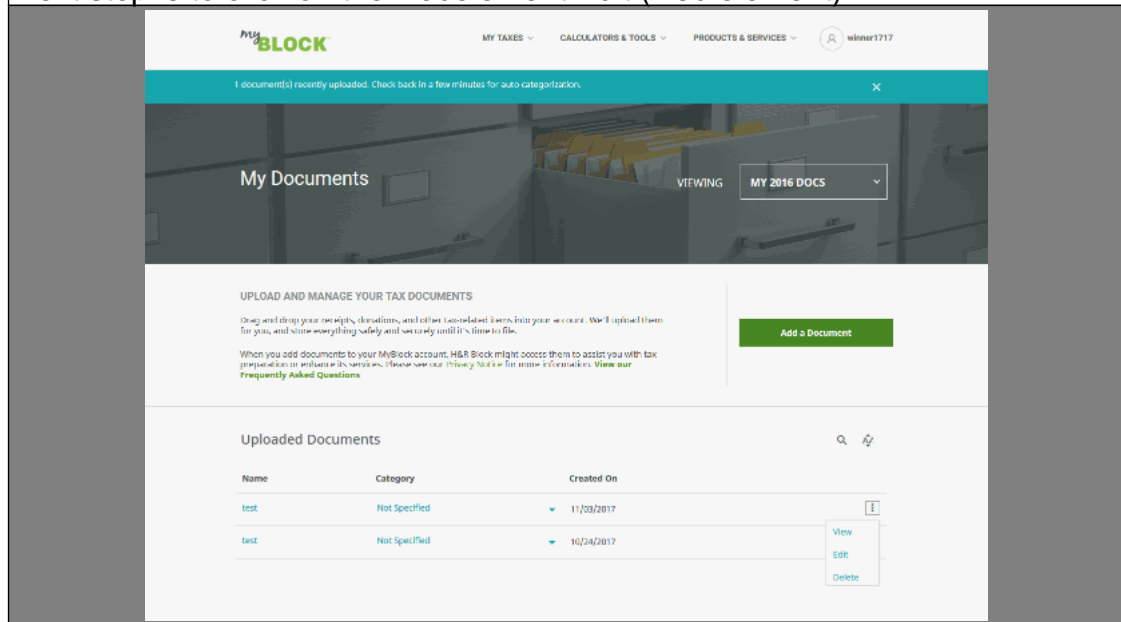 my BLOCK
MY TAXES CALCULATORS & TOOLS PRODUCTS & SERVICES winner1717
1 document(s) recently uploaded. Check back in a few minutes for auto categorization. ×
My Documents
VIEWING MY 2016 DOCS
UPLOAD AND MANAGE YOUR TAX DOCUMENTS
Drag and drop your receipts, donations, and other tax-related items into your account. We'll upload them
for you, and store everything safely and securely until it's time to file.
Add a Document
When you add documents to your MyBlock account, H&R Block might access them to assist you with tax
preparation or enhance its services. Please see our Privacy Notice for more information. View our
Frequently Asked Questions
Uploaded Documents
Name Category Created On
test Not Specified 11/03/2017
View
test Not Specified 10/24/2017
Edit
Delete